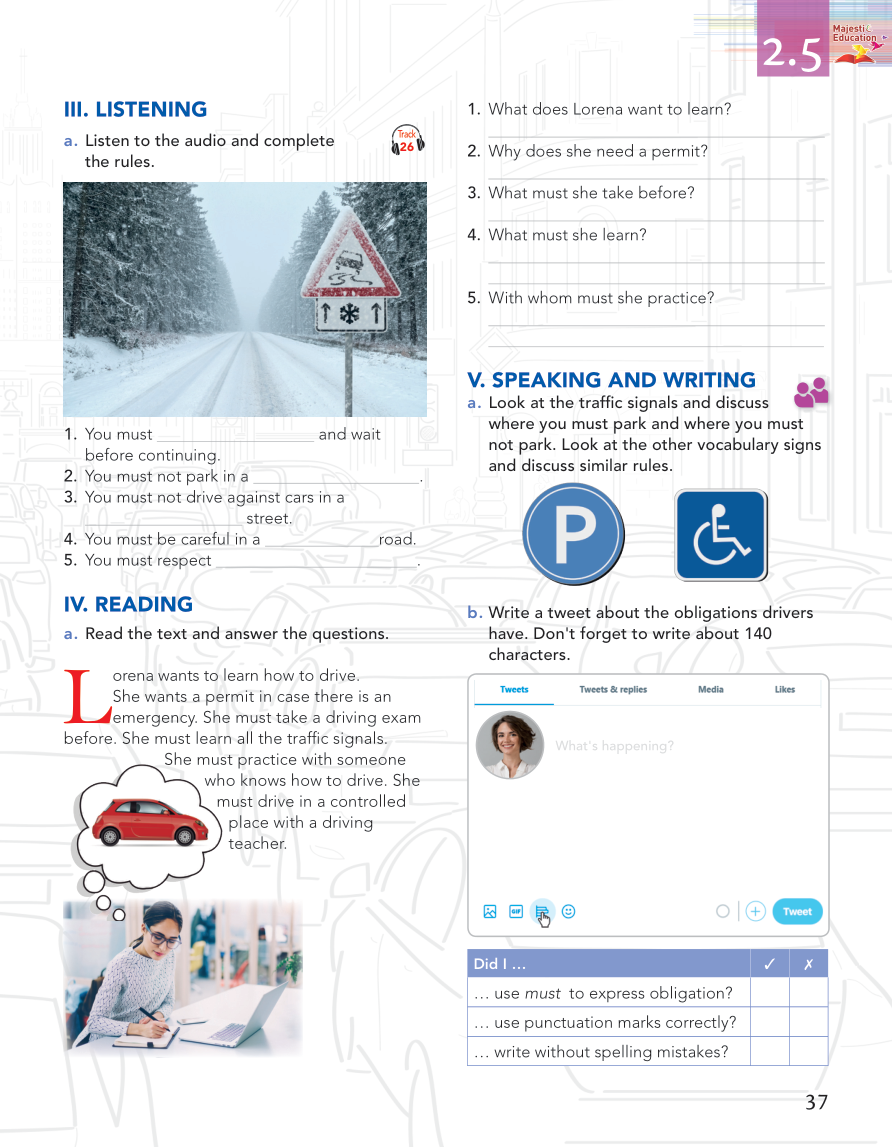 2.5
Majestic
Education
III. LISTENING
a. Listen to the audio and complete
the rules.
Track
26
1. You must ____________________ and wait
before continuing.
2. You must not park in a ____________________.
3. You must not drive against cars in a
____________________ street.
4. You must be careful in a ______________road.
5. You must respect ________________________.
IV. READING
a. Read the text and answer the questions.
Lorena wants to learn how to drive.
She wants a permit in case there is an
emergency. She must take a driving exam
before. She must learn all the traffic signals.
She must practice with someone
who knows how to drive. She
must drive in a controlled
place with a driving
teacher.
1. What does Lorena want to learn?
2. Why does she need a permit?
3. What must she take before?
4. What must she learn?
5. With whom must she practice?
V. SPEAKING AND WRITING
a. Look at the traffic signals and discuss
where you must park and where you must
not park. Look at the other vocabulary signs
and discuss similar rules.
P
b. Write a tweet about the obligations drivers
have. Don't forget to write about 140
characters.
Tweets Tweets & replies Media Likes
What's happening?
GIF
Tweet
Did I ... ✓ ✗
... use must to express obligation?
... use punctuation marks correctly?
... write without spelling mistakes?
37